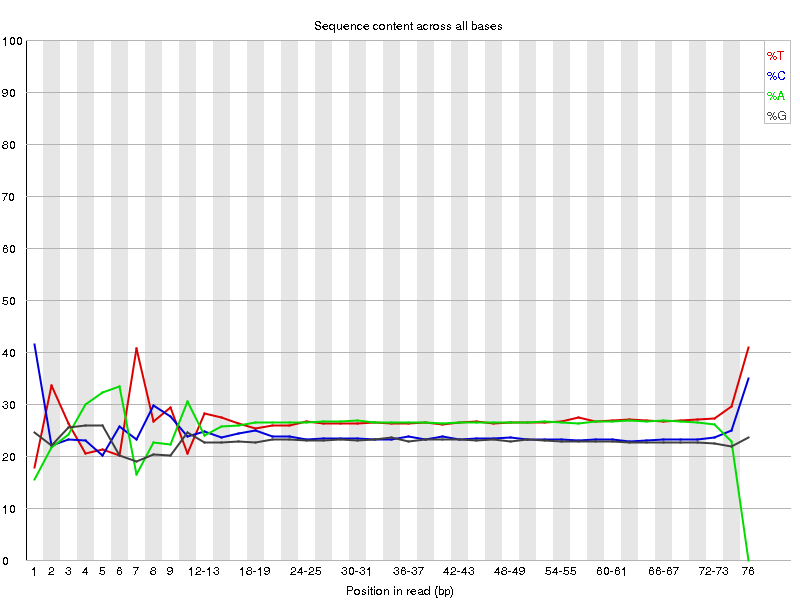 Sequence content across all bases
100
90
80
70
60
50
40
30
20
10
0
%T
%C
%A
%G
1 2 3 4 5 6 7 8 9 12-13 18-19 24-25 30-31 36-37 42-43 48-49 54-55 60-61 66-67 72-73 76
Position in read (bp)